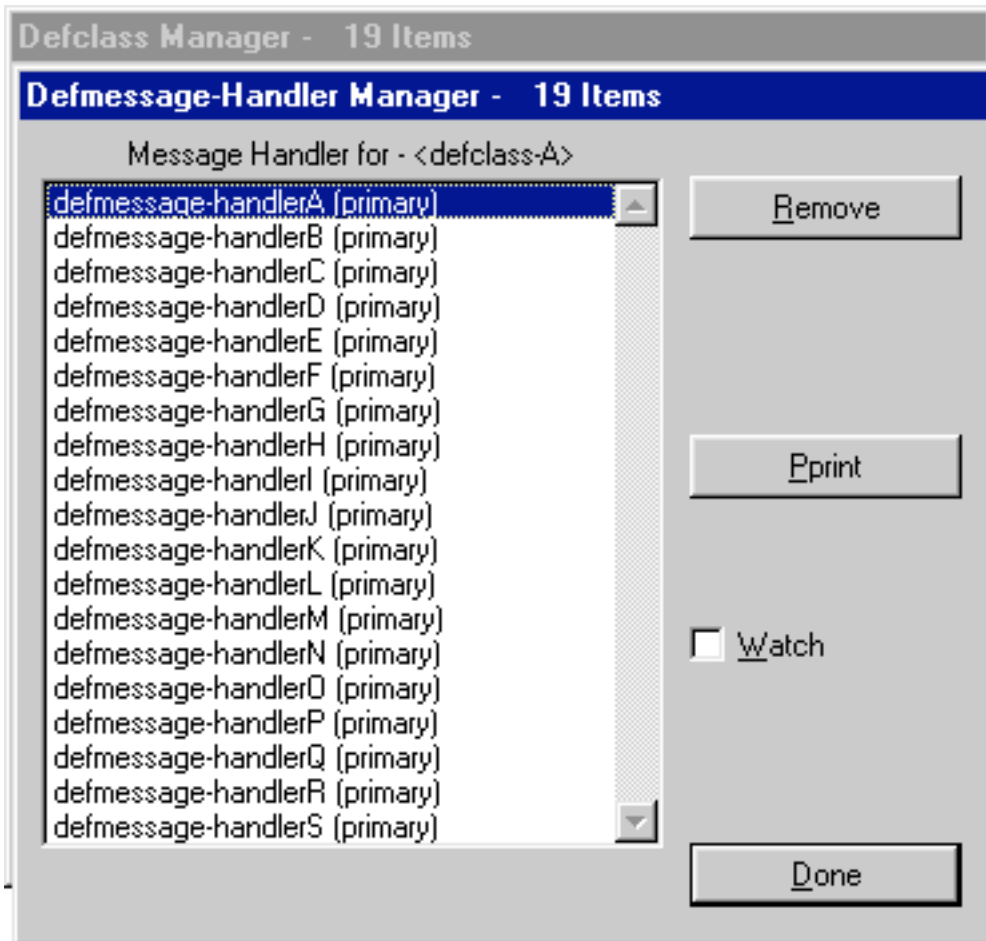 Defclass Manager - 19 Items
Defmessage-Handler Manager - 19 Items
Message Handler for - <defclass-A>
defmessage-handlerA (primary)
defmessage-handlerB (primary)
defmessage-handlerC (primary)
defmessage-handlerD (primary)
defmessage-handlerE (primary)
defmessage-handlerF (primary)
defmessage-handlerG (primary)
defmessage-handlerH (primary)
defmessage-handlerI (primary)
defmessage-handlerJ (primary)
defmessage-handlerK (primary)
defmessage-handlerL (primary)
defmessage-handlerM (primary)
defmessage-handlerN (primary)
defmessage-handlerO (primary)
defmessage-handlerP (primary)
defmessage-handlerQ (primary)
defmessage-handlerR (primary)
defmessage-handlerS (primary)
Remove
Pprint
Watch
Done